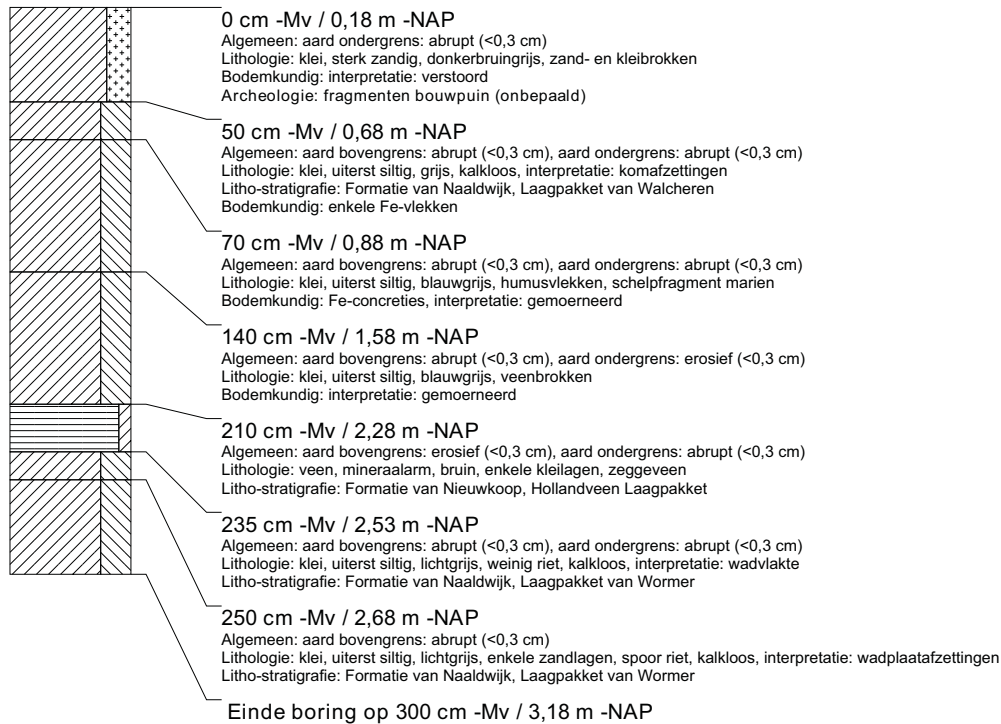 0 cm -Mv / 0,18 m -NAP
Algemeen: aard ondergrens: abrupt (<0,3 cm)
Lithologie: klei, sterk zandig, donkerbruingrijs, zand- en kleibrokken
Bodemkundig: interpretatie: verstoord
Archeologie: fragmenten bouwpuin (onbepaald)
50 cm -Mv / 0,68 m -NAP
Algemeen: aard bovengrens: abrupt (<0,3 cm), aard ondergrens: abrupt (<0,3 cm)
Lithologie: klei, uiterst siltig, grijs, kalkloos, interpretatie: komafzettingen
Litho-stratigrafie: Formatie van Naaldwijk, Laagpakket van Walcheren
Bodemkundig: enkele Fe-vlekken
70 cm -Mv / 0,88 m -NAP
Algemeen: aard bovengrens: abrupt (<0,3 cm), aard ondergrens: abrupt (<0,3 cm)
Lithologie: klei, uiterst siltig, blauwgrijs, humusvlekken, schelpfragment marien
Bodemkundig: Fe-concreties, interpretatie: gemoerneerd
140 cm -Mv / 1,58 m -NAP
Algemeen: aard bovengrens: abrupt (<0,3 cm), aard ondergrens: erosief (<0,3 cm)
Lithologie: klei, uiterst siltig, blauwgrijs, veenbrokken
Bodemkundig: interpretatie: gemoerneerd
210 cm -Mv / 2,28 m -NAP
Algemeen: aard bovengrens: erosief (<0,3 cm), aard ondergrens: abrupt (<0,3 cm)
Lithologie: veen, mineraalarm, bruin, enkele kleilagen, zeggeveen
Litho-stratigrafie: Formatie van Nieuwkoop, Hollandveen Laagpakket
235 cm -Mv / 2,53 m -NAP
Algemeen: aard bovengrens: abrupt (<0,3 cm), aard ondergrens: abrupt (<0,3 cm)
Lithologie: klei, uiterst siltig, lichtgrijs, weinig riet, kalkloos, interpretatie: wadvlakte
Litho-stratigrafie: Formatie van Naaldwijk, Laagpakket van Wormer
250 cm -Mv / 2,68 m -NAP
Algemeen: aard bovengrens: abrupt (<0,3 cm)
Lithologie: klei, uiterst siltig, lichtgrijs, enkele zandlagen, spoor riet, kalkloos, interpretatie: wadplaatafzettingen
Litho-stratigrafie: Formatie van Naaldwijk, Laagpakket van Wormer
Einde boring op 300 cm -Mv / 3,18 m -NAP